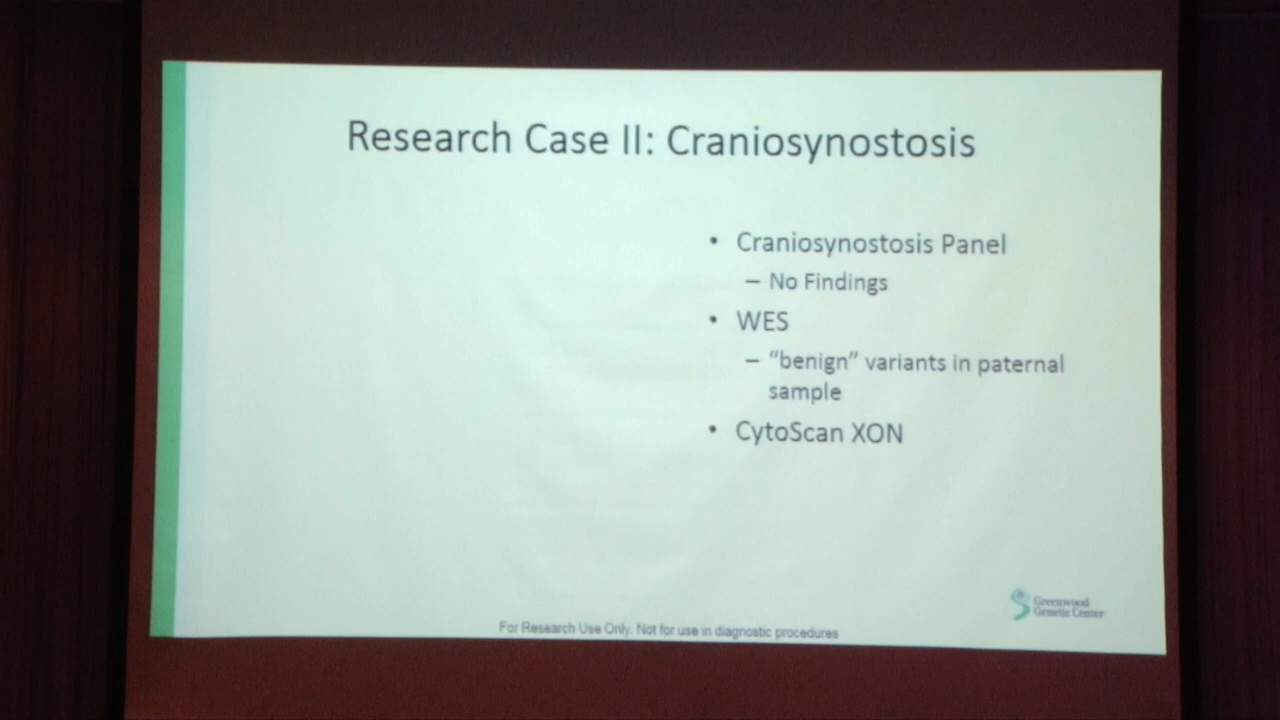 Research Case II: Craniosynostosis
• Craniosynostosis Panel
– No Findings
• WES
– “benign” variants in paternal
sample
• CytoScan XON
Greenwood
Genetic Center
For Research Use Only. Not for use in diagnostic procedures